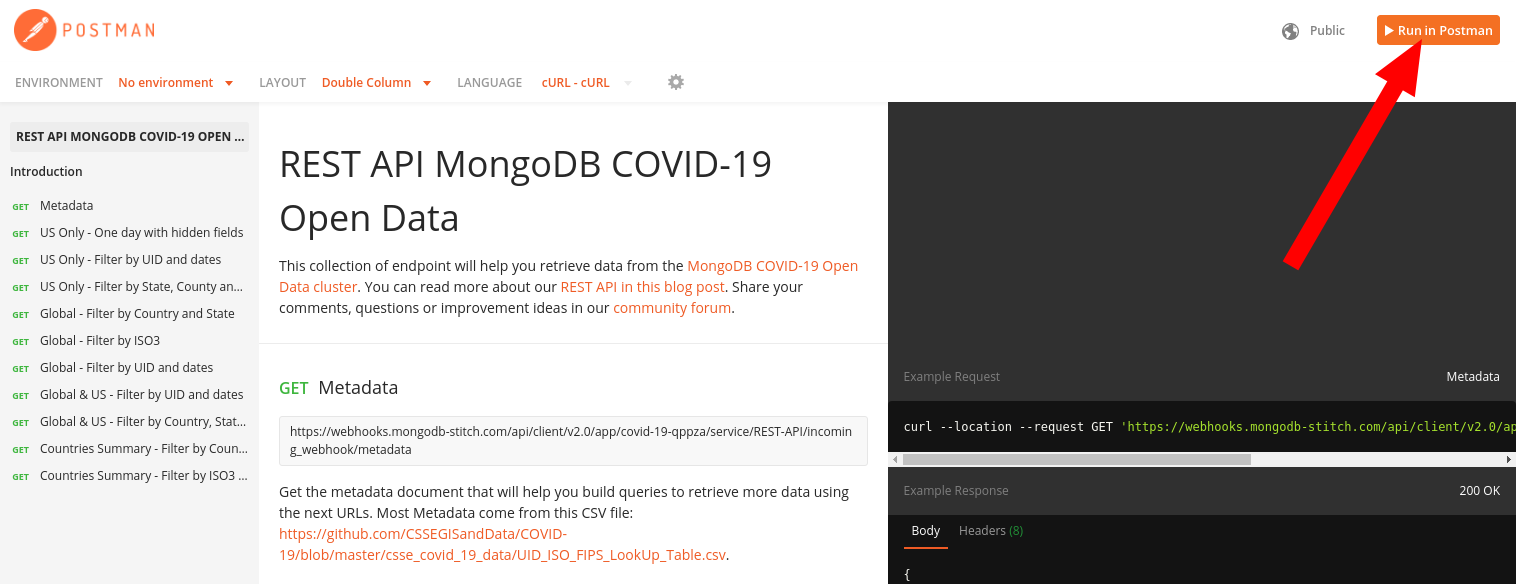 POSTMAN
Public
Run in Postman
ENVIRONMENT No environment LAYOUT Double Column LANGUAGE cURL - cURL
REST API MONGODB COVID-19 OPEN ...
Introduction
GET Metadata
GET US Only - One day with hidden fields
GET US Only - Filter by UID and dates
GET US Only - Filter by State, County an...
GET Global - Filter by Country and State
GET Global - Filter by ISO3
GET Global - Filter by UID and dates
GET Global & US - Filter by UID and dates
GET Global & US - Filter by Country, Stat...
GET Countries Summary - Filter by Coun...
GET Countries Summary - Filter by ISO3 ...
REST API MongoDB COVID-19
Open Data
This collection of endpoint will help you retrieve data from the MongoDB COVID-19 Open
Data cluster. You can read more about our REST API in this blog post. Share your
comments, questions or improvement ideas in our community forum.
GET Metadata
https://webhooks.mongodb-stitch.com/api/client/v2.0/app/covid-19-qppza/service/REST-API/incomin
g_webhook/metadata
Get the metadata document that will help you build queries to retrieve more data using
the next URLs. Most Metadata come from this CSV file:
https://github.com/CSSEGISandData/COVID-
19/blob/master/csse_covid_19_data/UID_ISO_FIPS_LookUp_Table.csv.
Example Request Metadata
curl --location --request GET 'https://webhooks.mongodb-stitch.com/api/client/v2.0/ap
Example Response 200 OK
Body Headers (8)
{